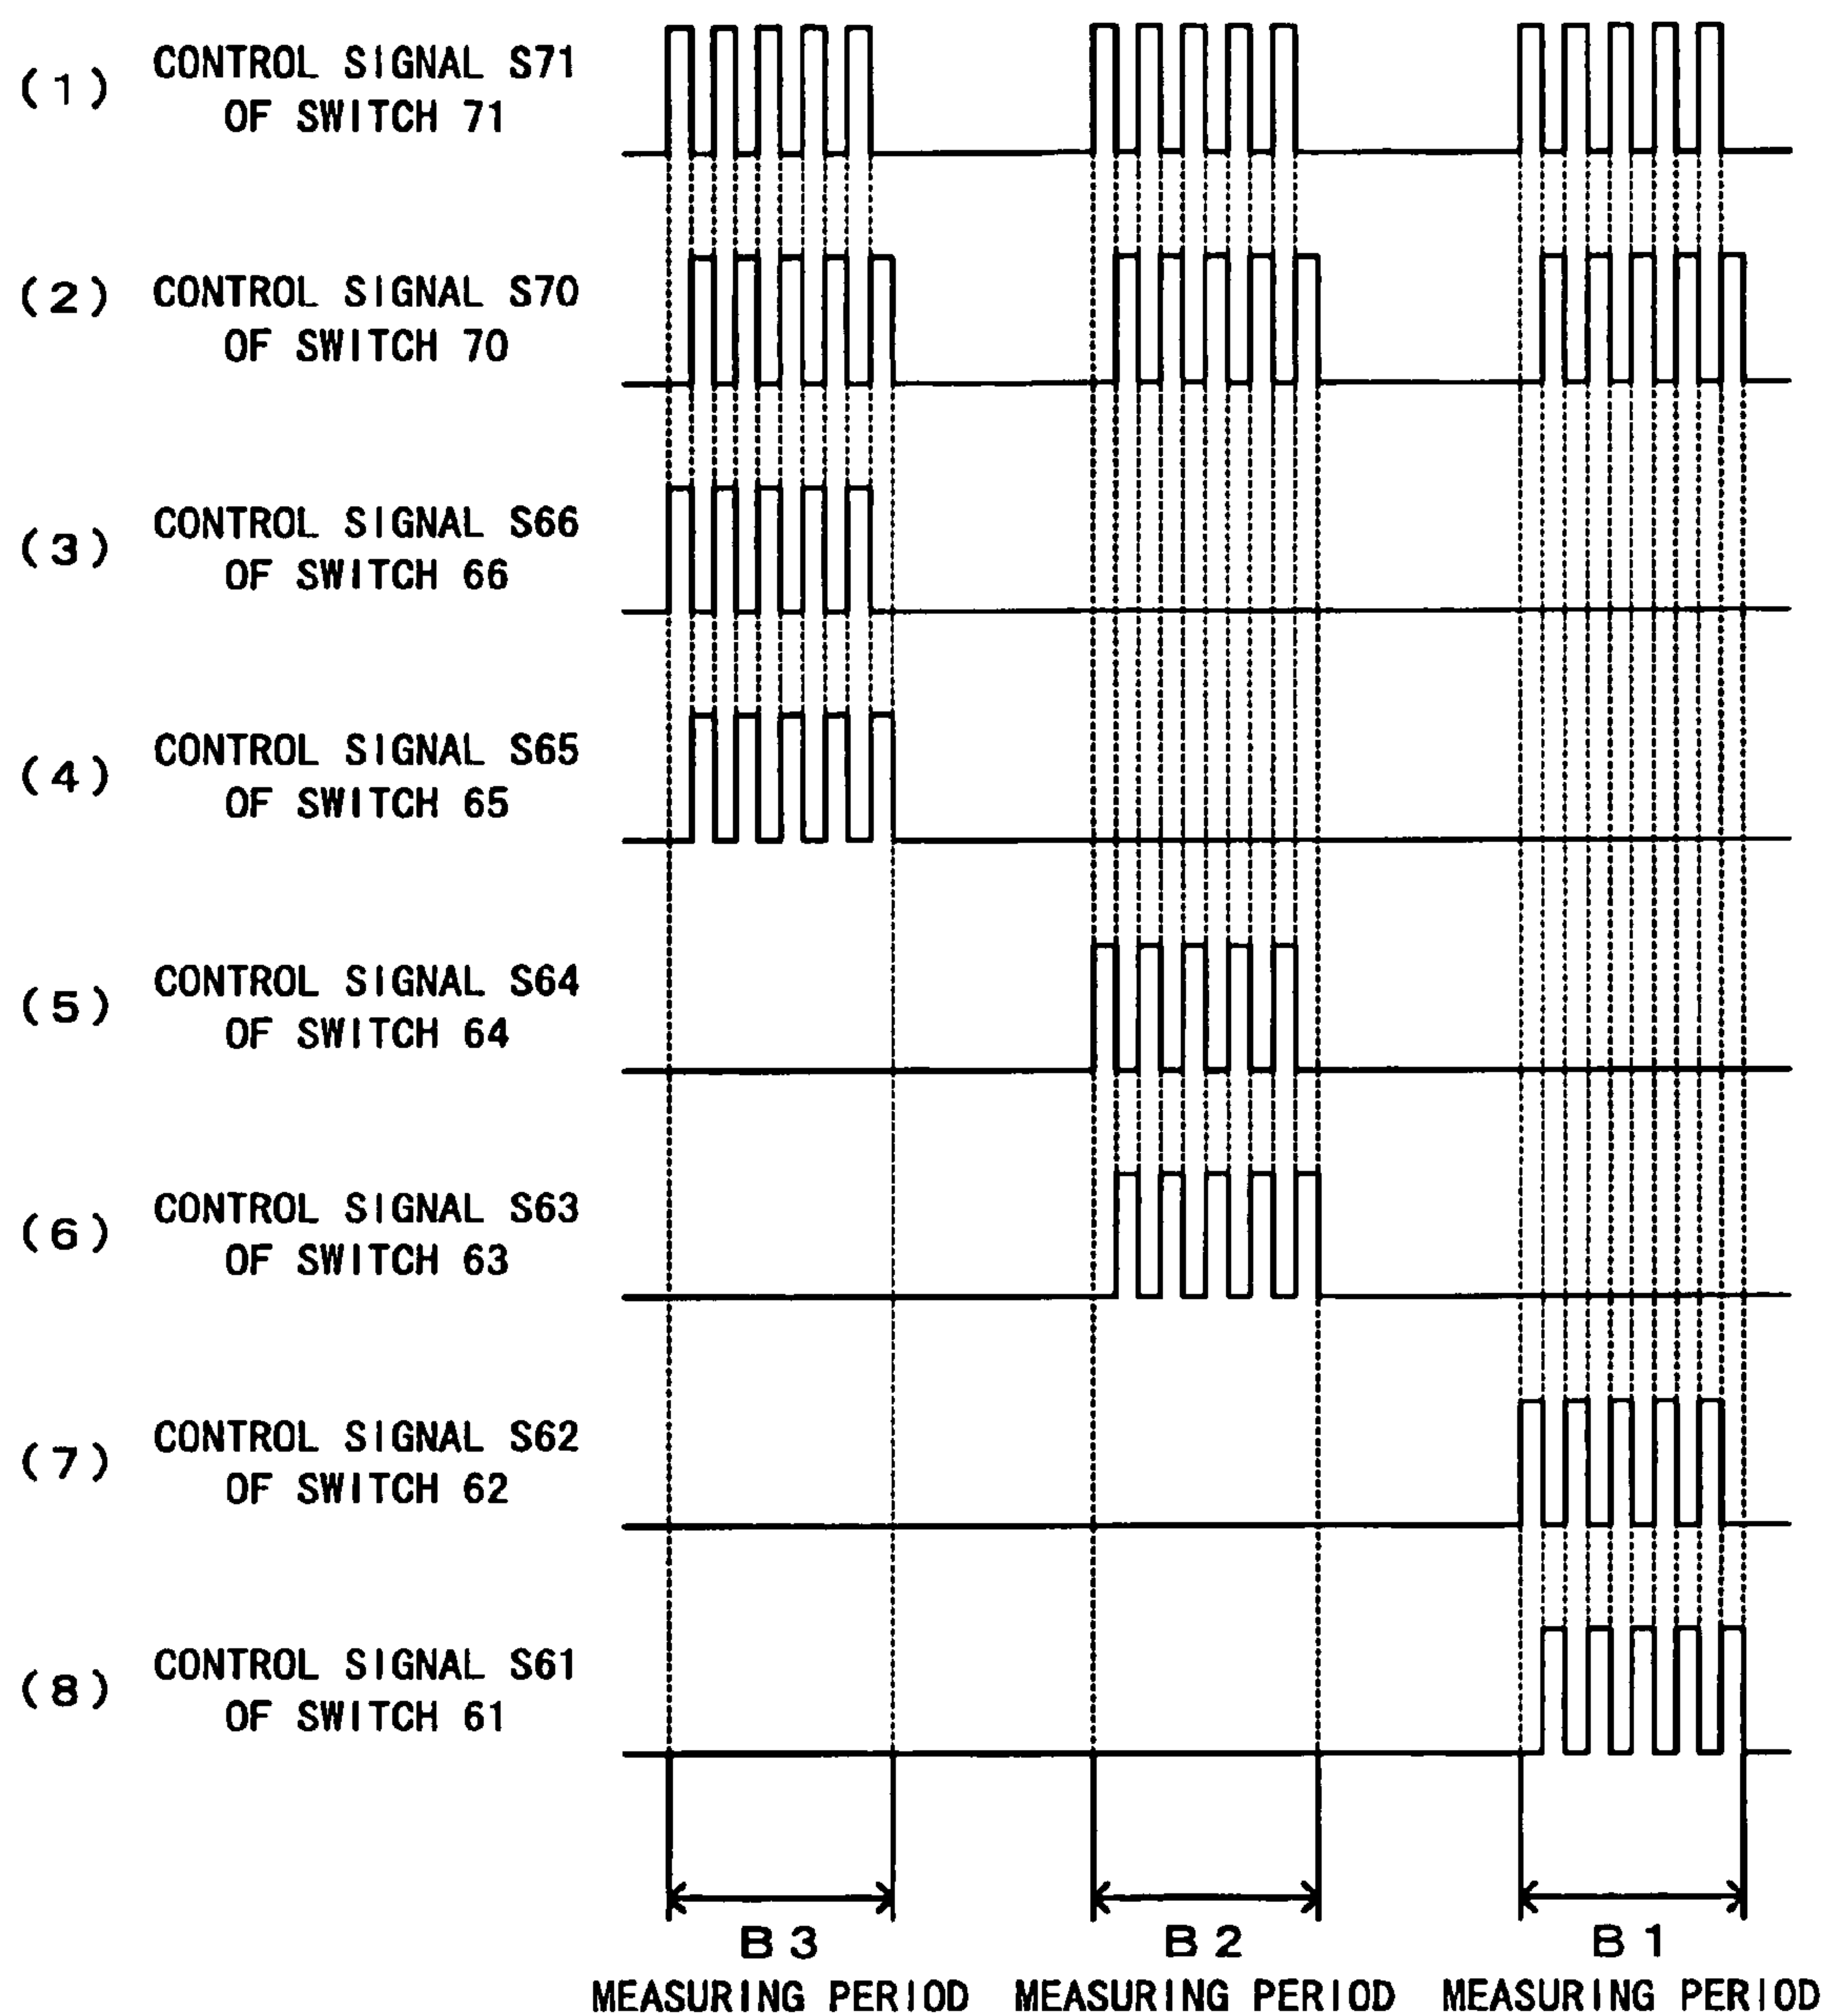 (1) CONTROL SIGNAL S71
OF SWITCH 71
(2) CONTROL SIGNAL S70
OF SWITCH 70
(3) CONTROL SIGNAL S66
OF SWITCH 66
(4) CONTROL SIGNAL S65
OF SWITCH 65
(5) CONTROL SIGNAL S64
OF SWITCH 64
(6) CONTROL SIGNAL S63
OF SWITCH 63
(7) CONTROL SIGNAL S62
OF SWITCH 62
(8) CONTROL SIGNAL S61
OF SWITCH 61
B3 B2 B1
MEASURING PERIOD MEASURING PERIOD MEASURING PERIOD